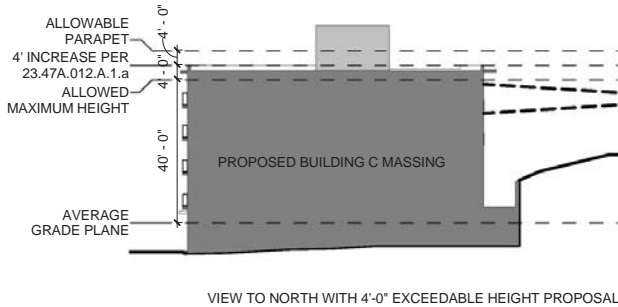 ALLOWABLE
PARAPET
4' - 0"
4' INCREASE PER
23.47A.012.A.1.a
4' - 0"
ALLOWED
MAXIMUM HEIGHT
40' - 0"
PROPOSED BUILDING C MASSING
AVERAGE
GRADE PLANE
VIEW TO NORTH WITH 4'-0" EXCEEDABLE HEIGHT PROPOSAL